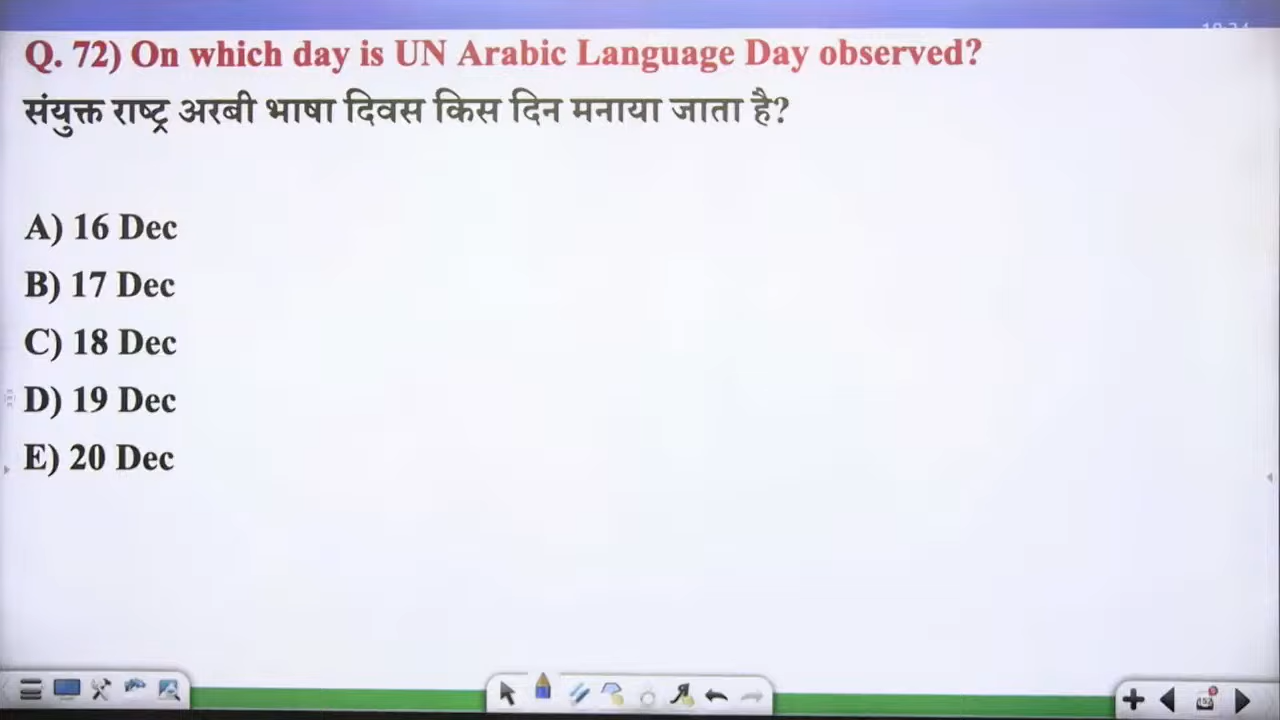 Q. 72) On which day is UN Arabic Language Day observed?
संयुक्त राष्ट्र अरबी भाषा दिवस किस दिन मनाया जाता है?
A) 16 Dec
B) 17 Dec
C) 18 Dec
D) 19 Dec
E) 20 Dec